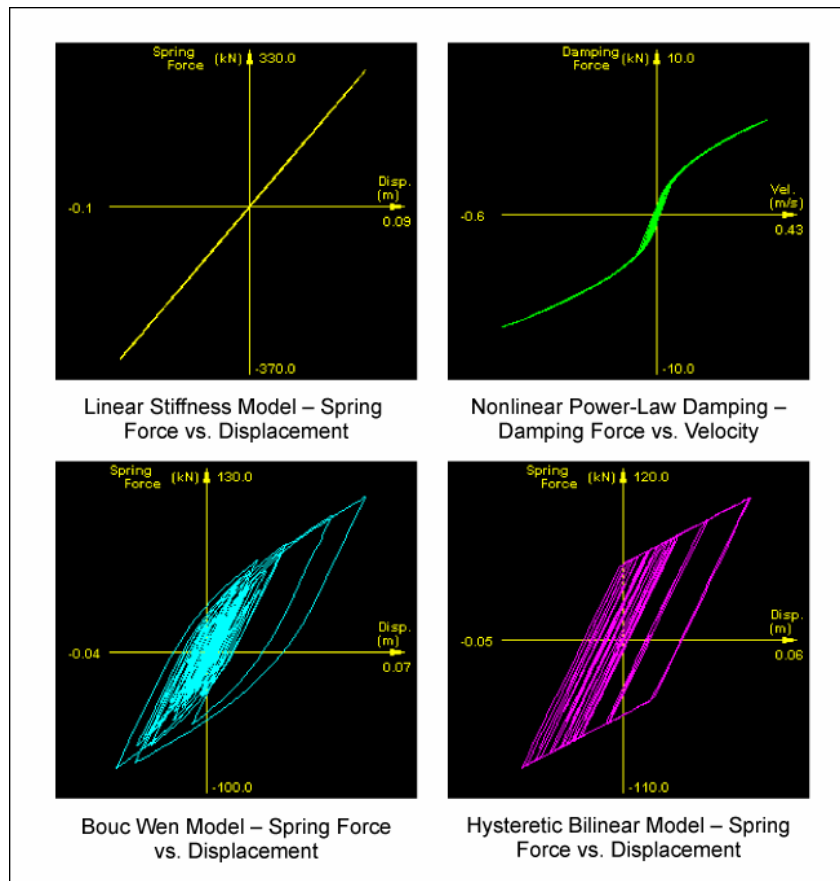 Spring
Force (kN) 330.0
Disp.
(m)
-0.1
0.09
-370.0
Linear Stiffness Model – Spring
Force vs. Displacement
Damping
Force (kN) 10.0
Vel.
(m/s)
-0.6
0.43
-10.0
Nonlinear Power-Law Damping –
Damping Force vs. Velocity
Spring
Force (kN) 130.0
Disp.
(m)
-0.04
0.07
-100.0
Bouc Wen Model – Spring Force
vs. Displacement
Spring
Force (kN) 120.0
Disp.
(m)
-0.05
0.06
-110.0
Hysteretic Bilinear Model – Spring
Force vs. Displacement